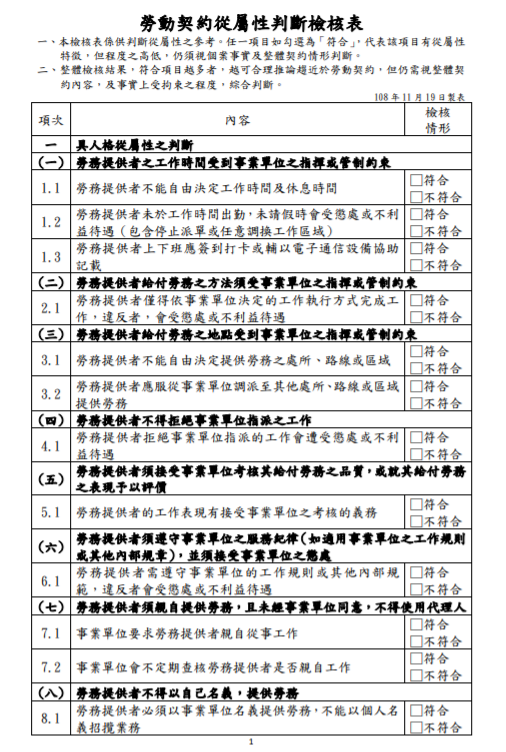 勞動契約從屬性判斷檢核表
一、本檢核表係供判斷從屬性之參考。任一項目如勾選為「符合」，代表該項目有從屬性
特徵，但程度之高低，仍須視個案事實及整體契約情形判斷。
二、整體檢核結果，符合項目越多者，越可合理推論趨近於勞動契約，但仍需視整體契
約內容，及事實上受拘束之程度，綜合判斷。
108 年 11 月 19 日製表
項次 內容 檢核
情形
一 具人格從屬性之判斷
(一) 勞務提供者之工作時間受到事業單位之指揮或管制約束
1.1 勞務提供者不能自由決定工作時間及休息時間 □符合
□不符合
1.2 勞務提供者未於工作時間出勤，未請假時會受懲處或不利 □符合
益待遇（包含停止派單或任意調換工作區域） □不符合
1.3 勞務提供者上下班應簽到打卡或輔以電子通信設備協助 □符合
記載 □不符合
(二) 勞務提供者給付勞務之方法須受事業單位之指揮或管制約束
2.1 勞務提供者僅得依事業單位決定的工作執行方式完成工 □符合
作，違反者，會受懲處或不利益待遇 □不符合
(三) 勞務提供者給付勞務之地點受到事業單位之指揮或管制約束
3.1 勞務提供者不能自由決定提供勞務之處所、路線或區域 □符合
□不符合
3.2 勞務提供者應服從事業單位調派至其他處所、路線或區域 □符合
提供勞務 □不符合
(四) 勞務提供者不得拒絕事業單位指派之工作
4.1 勞務提供者拒絕事業單位指派的工作會遭受懲處或不利 □符合
益待遇 □不符合
(五) 勞務提供者須接受事業單位考核其給付勞務之品質，或就其給付勞務
之表現予以評價
5.1 勞務提供者的工作表現有接受事業單位之考核的義務 □符合
□不符合
(六) 勞務提供者須遵守事業單位之服務紀律(如適用事業單位之工作規則
或其他內部規章)，並須接受事業單位之懲處
6.1 勞務提供者需遵守事業單位的工作規則或其他內部規 □符合
範，違反者會受懲處或不利益待遇 □不符合
(七) 勞務提供者須親自提供勞務，且未經事業單位同意，不得使用代理人
7.1 事業單位要求勞務提供者親自從事工作 □符合
□不符合
7.2 事業單位會不定期查核勞務提供者是否親自工作 □符合
□不符合
(八) 勞務提供者不得以自己名義，提供勞務
8.1 勞務提供者必須以事業單位名義提供勞務，不能以個人名 □符合
義招攬業務 □不符合
1